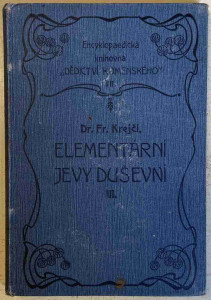 Encyklopaedická
knihovna
„DĚDICTVÍ KOMENSKÉHO"
Dr. Fr. Krejčí,
ELEMENTÁRNÍ
JEVY DUŠEVNÍ
III.